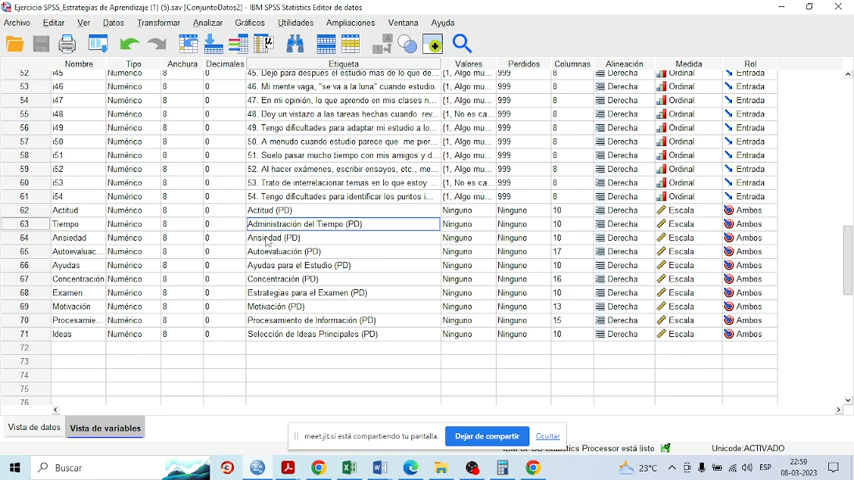 Ejercicio SPSS_Estrategias de Aprendizaje (1) (5).sav [ConjuntoDatos2] - IBM SPSS Statistics Editor de datos
Archivo Editar Ver Datos Transformar Analizar Gráficos Utilidades Ampliaciones Ventana Ayuda
Nombre Tipo Anchura Decimales Etiqueta Valores Perdidos Columnas Alineación Medida Rol
52 i45 Numérico 8 0 45. Dejo para después el estudio más de lo que de... {1, Algo mu... 999 8 Derecha Ordinal Entrada
53 i46 Numérico 8 0 46. Mi mente vaga, "se va a la luna" cuando estudio. {1, Algo mu... 999 8 Derecha Ordinal Entrada
54 i47 Numérico 8 0 47. En mi opinión, lo que aprendo en mis clases n... {1, Algo mu... 999 8 Derecha Ordinal Entrada
55 i48 Numérico 8 0 48. Doy un vistazo a las tareas hechas cuando rev... {1, No es ca... 999 8 Derecha Ordinal Entrada
56 i49 Numérico 8 0 49. Tengo dificultades para adaptar mi estudio a lo... {1, Algo mu... 999 8 Derecha Ordinal Entrada
57 i50 Numérico 8 0 50. A menudo cuando estudio parece que me pier... {1, Algo mu... 999 8 Derecha Ordinal Entrada
58 i51 Numérico 8 0 51. Suelo pasar mucho tiempo con mis amigos y d... {1, Algo mu... 999 8 Derecha Ordinal Entrada
59 i52 Numérico 8 0 52. Al hacer exámenes, escribir ensayos, etc., me... {1, Algo mu... 999 8 Derecha Ordinal Entrada
60 i53 Numérico 8 0 53. Trato de interrelacionar temas en lo que estoy ... {1, No es ca... 999 8 Derecha Ordinal Entrada
61 i54 Numérico 8 0 54. Tengo dificultades para identificar los puntos i... {1, Algo mu... 999 8 Derecha Ordinal Entrada
62 Actitud Numérico 8 0 Actitud (PD) Ninguno Ninguno 10 Derecha Escala Ambos
63 Tiempo Numérico 8 0 Administración del Tiempo (PD) Ninguno Ninguno 10 Derecha Escala Ambos
64 Ansiedad Numérico 8 0 Ansiedad (PD) Ninguno Ninguno 10 Derecha Escala Ambos
65 Autoevaluac... Numérico 8 0 Autoevaluación (PD) Ninguno Ninguno 17 Derecha Escala Ambos
66 Ayudas Numérico 8 0 Ayudas para el Estudio (PD) Ninguno Ninguno 10 Derecha Escala Ambos
67 Concentración Numérico 8 0 Concentración (PD) Ninguno Ninguno 16 Derecha Escala Ambos
68 Examen Numérico 8 0 Estrategias para el Examen (PD) Ninguno Ninguno 10 Derecha Escala Ambos
69 Motivación Numérico 8 0 Motivación (PD) Ninguno Ninguno 13 Derecha Escala Ambos
70 Procesamie... Numérico 8 0 Procesamiento de Información (PD) Ninguno Ninguno 15 Derecha Escala Ambos
71 Ideas Numérico 8 0 Selección de Ideas Principales (PD) Ninguno Ninguno 10 Derecha Escala Ambos
72
73
74
75
76
Vista de datos Vista de variables
meet.jit.si está compartiendo tu pantalla. Dejar de compartir Ocultar
IBM SPSS Statistics Processor está listo Unicode:ACTIVADO
Buscar 23°C ESP 22:59
08-03-2023